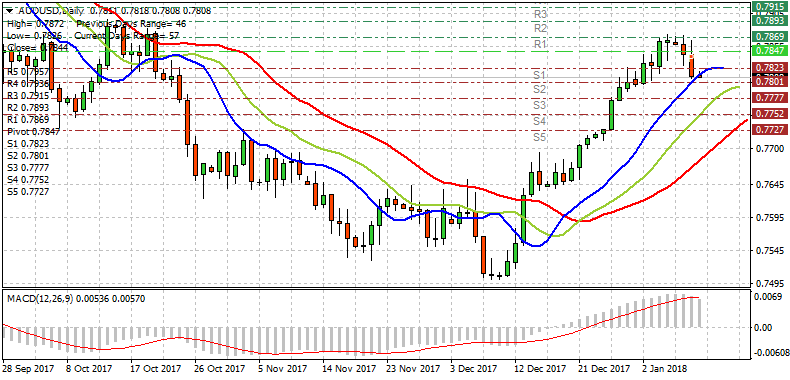 AUDUSD,Daily 0.7811 0.7818 0.7808 0.7808
High= 0.7872 Previous Days Range= 46
Low= 0.7826 Current Days Range= 57
Close= 0.7844
R5 0.7957
R4 0.7936
R3 0.7915
R2 0.7893
R1 0.7869
Pivot 0.7847
S1 0.7823
S2 0.7801
S3 0.7777
S4 0.7752
S5 0.7727
R3
R2
R1
S1
S2
S3
S4
S5
0.7915
0.7893
0.7869
0.7847
0.7823
0.7801
0.7777
0.7752
0.7727
0.7700
0.7645
0.7595
0.7545
0.7495
MACD(12,26,9) 0.00536 0.00570
0.0069
0.00
-0.00608
28 Sep 2017 8 Oct 2017 17 Oct 2017 26 Oct 2017 5 Nov 2017 14 Nov 2017 23 Nov 2017 3 Dec 2017 12 Dec 2017 21 Dec 2017 2 Jan 2018